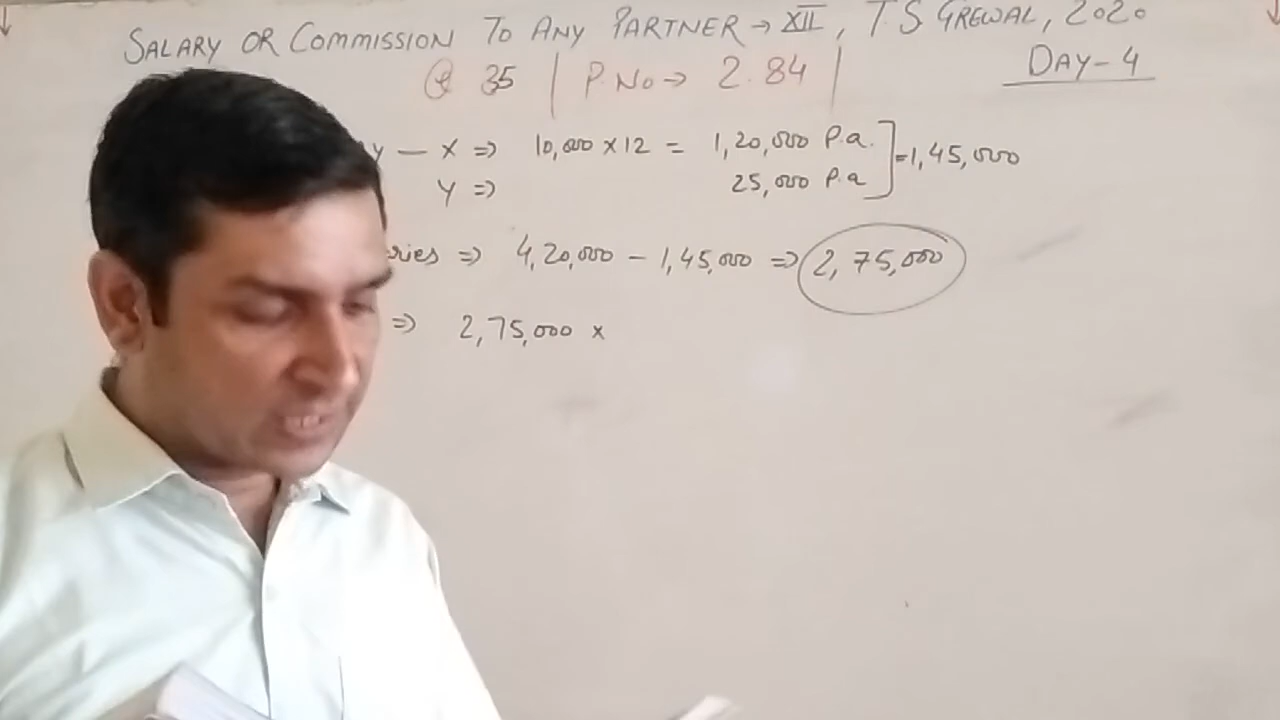 SALARY OR COMMISSION TO ANY PARTNER → XII, T.S GREWAL, 2020
Q 35 | P.No → 2.84 |
DAY-4
y — X ⇒ 10,000 × 12 = 1,20,000 P.a. ] = 1,45,000
Y ⇒ 25,000 P.a
ries ⇒ 4,20,000 - 1,45,000 ⇒ 2,75,000
⇒ 2,75,000 ×